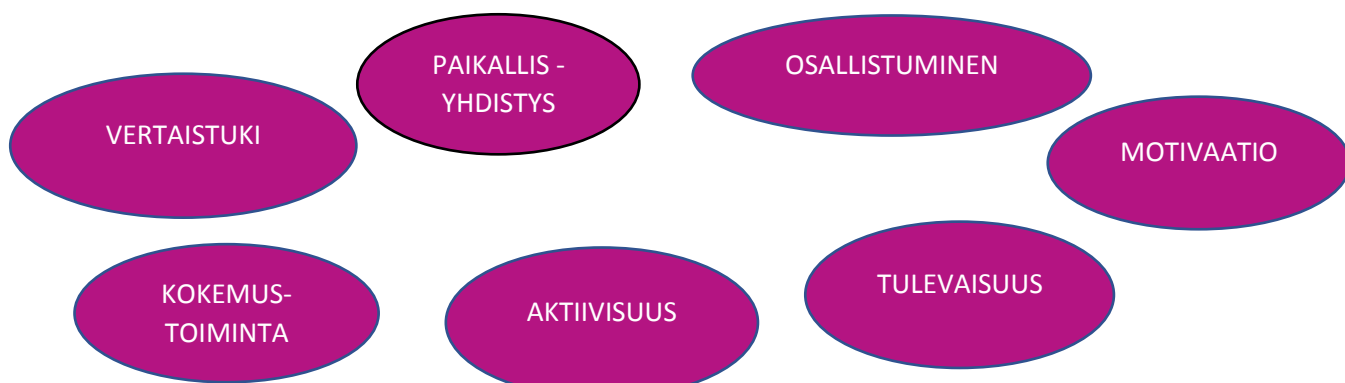 PAIKALLIS -
YHDISTYS
OSALLISTUMINEN
VERTAISTUKI
MOTIVAATIO
KOKEMUS-
TOIMINTA
AKTIIVISUUS
TULEVAISUUS